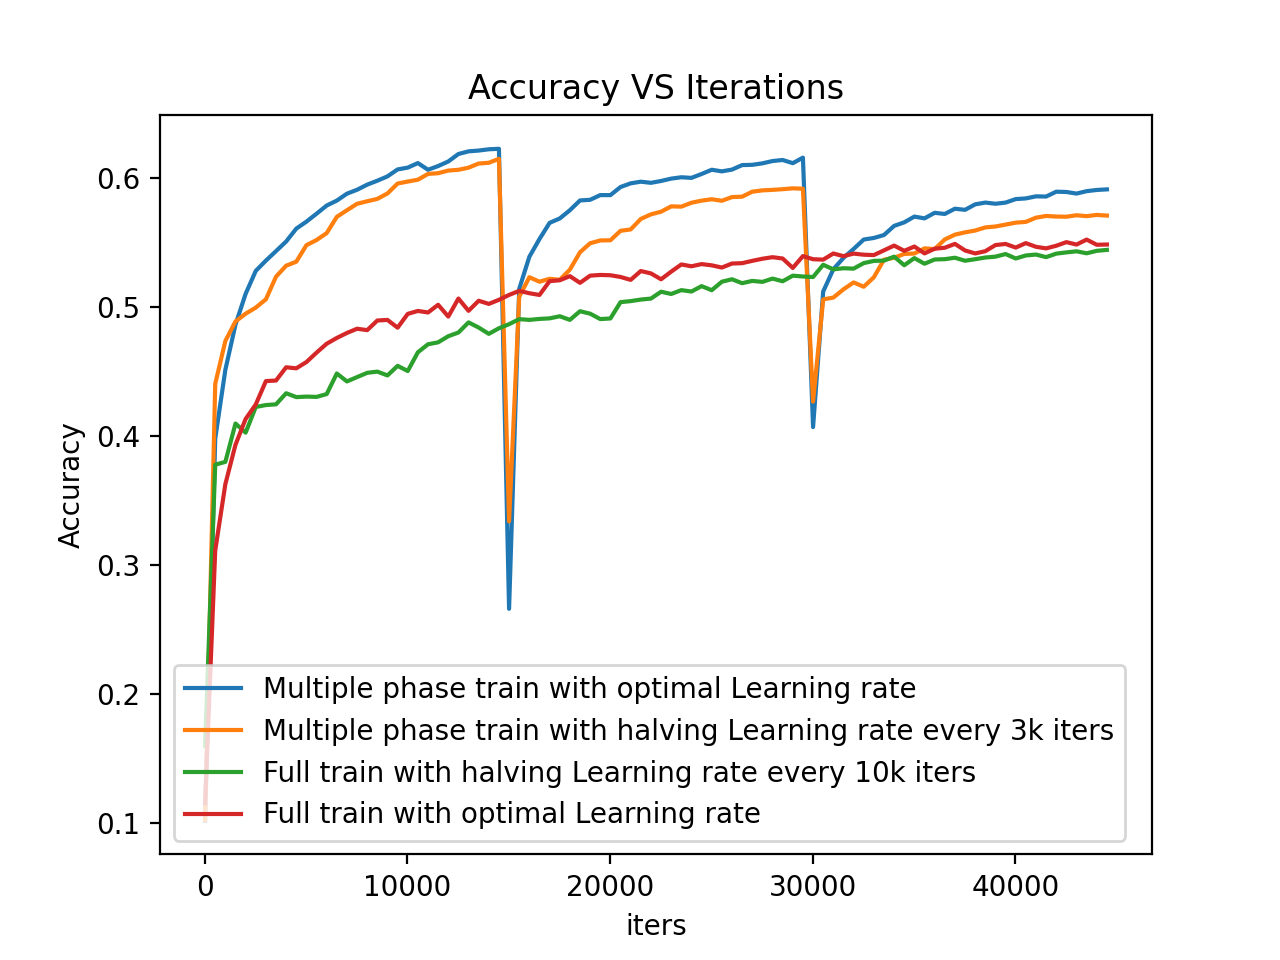 Accuracy VS Iterations
0.6
0.5
0.4
0.3
0.2
0.1
Accuracy
Multiple phase train with optimal Learning rate
Multiple phase train with halving Learning rate every 3k iters
Full train with halving Learning rate every 10k iters
Full train with optimal Learning rate
0 10000 20000 30000 40000
iters